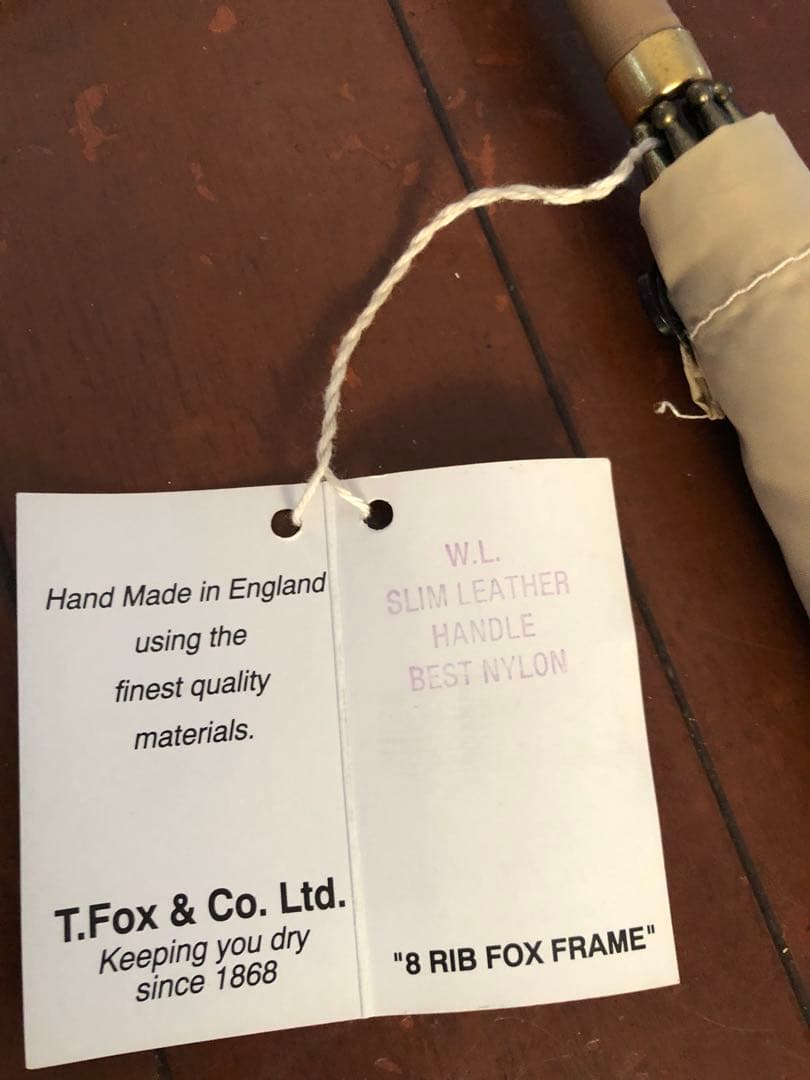 Hand Made in England
using the
finest quality
materials.
T.Fox & Co. Ltd.
Keeping you dry
since 1868
W.L.
SLIM LEATHER
HANDLE
BEST NYLON
"8 RIB FOX FRAME"